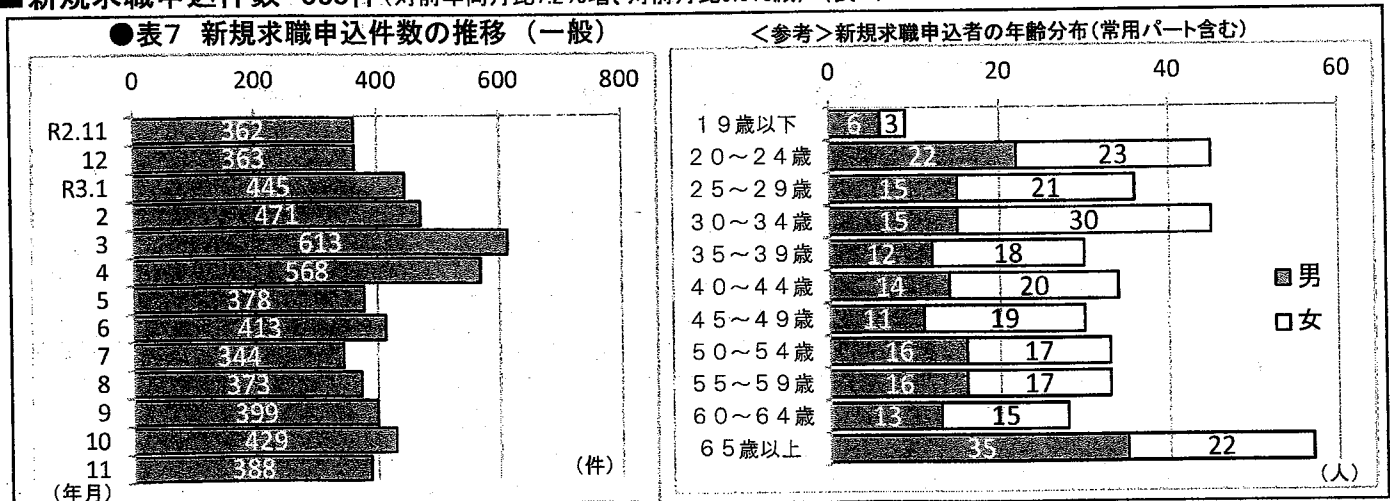 ●表7 新規求職申込件数の推移 (一般)
0 200 400 600 800
R2.11 362
12 363
R3.1 445
2 471
3 613
4 568
5 378
6 413
7 344
8 373
9 399
10 429
11 388
(年月)
(件)
<参考>新規求職申込者の年齢分布(常用パート含む)
0 20 40 60
19歳以下 6 3
20～24歳 22 23
25～29歳 15 21
30～34歳 15 30
35～39歳 12 18
40～44歳 14 20
45～49歳 11 19
50～54歳 16 17
55～59歳 16 17
60～64歳 13 15
65歳以上 35 22
男
女
(人)